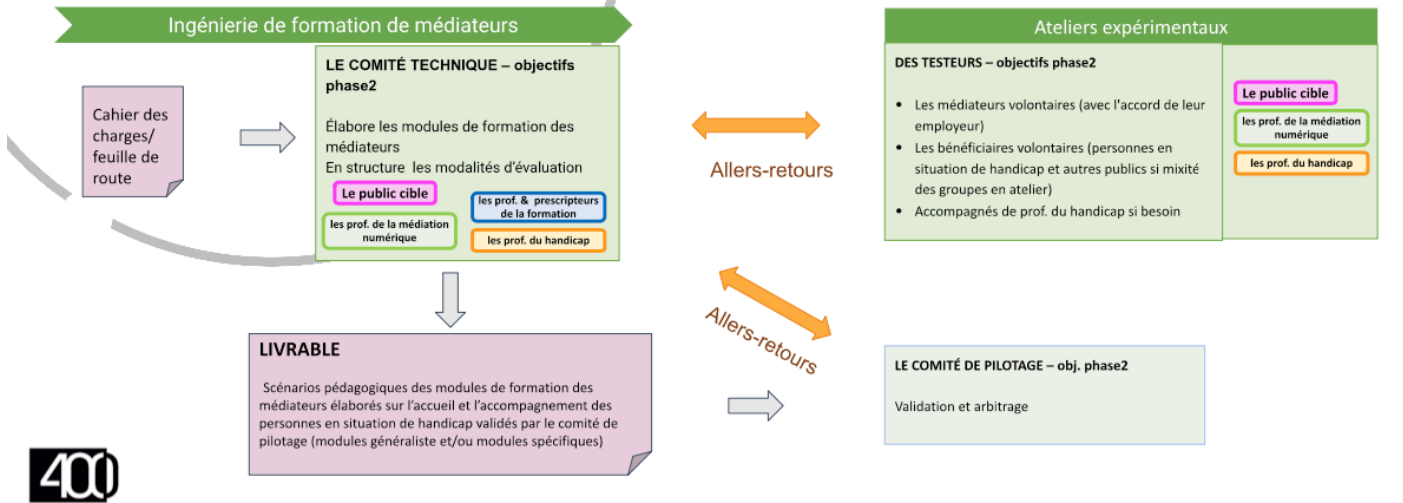 Ingénierie de formation de médiateurs
Cahier des
charges/
feuille de
route
LE COMITÉ TECHNIQUE – objectifs
phase2
Élabore les modules de formation des
médiateurs
En structure les modalités d'évaluation
Le public cible
les prof. & prescripteurs
de la formation
les prof. de la médiation
numérique
les prof. du handicap
Allers-retours
Ateliers expérimentaux
DES TESTEURS – objectifs phase2
• Les médiateurs volontaires (avec l'accord de leur
employeur)
• Les bénéficiaires volontaires (personnes en
situation de handicap et autres publics si mixité
des groupes en atelier)
• Accompagnés de prof. du handicap si besoin
Le public cible
les prof. de la médiation
numérique
les prof. du handicap
Allers-retours
LIVRABLE
Scénarios pédagogiques des modules de formation des
médiateurs élaborés sur l'accueil et l'accompagnement des
personnes en situation de handicap validés par le comité de
pilotage (modules généraliste et/ou modules spécifiques)
LE COMITÉ DE PILOTAGE – obj. phase2
Validation et arbitrage
400